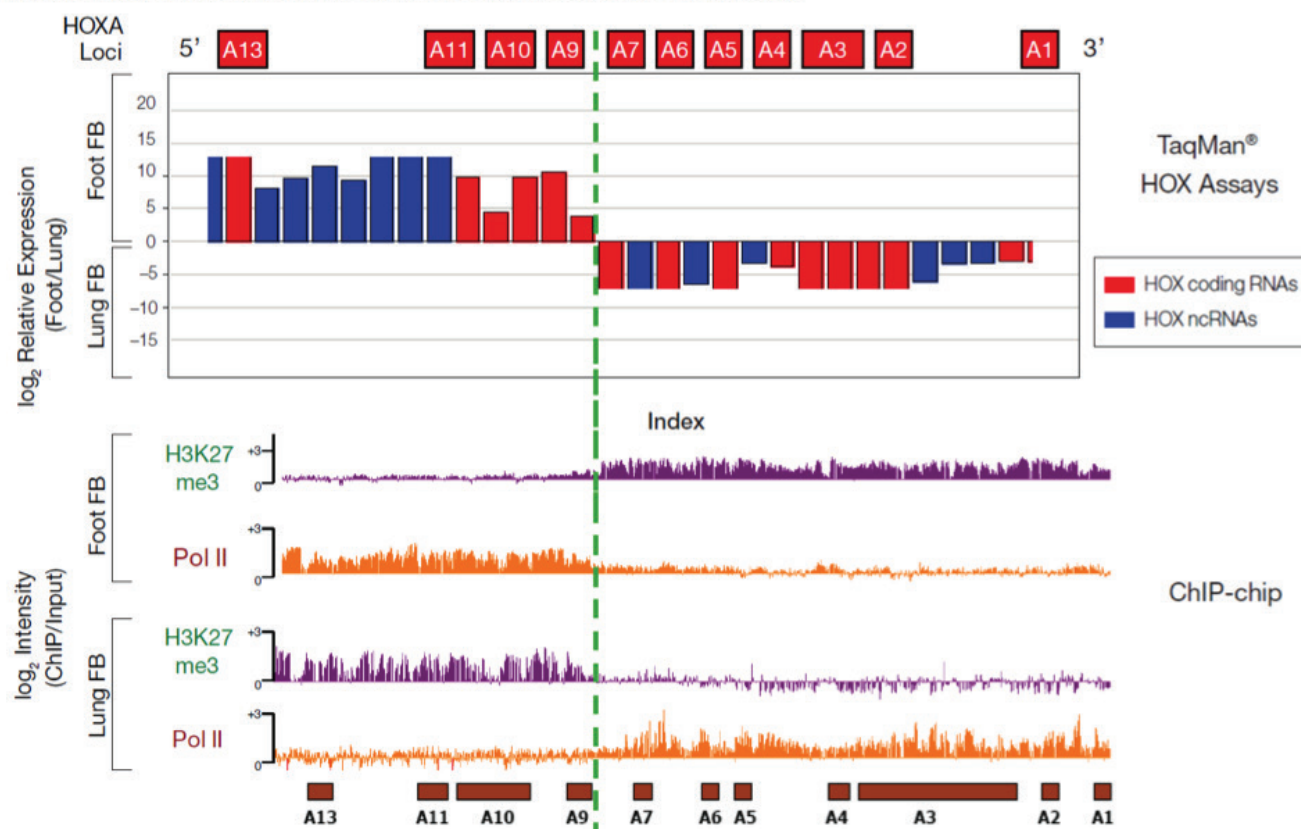 HOXA
Loci
5’ A13 A11 A10 A9 A7 A6 A5 A4 A3 A2 A1 3’
log2 Relative Expression
(Foot/Lung)
Foot FB
Lung FB
20
15
10
5
0
−5
−10
−15
TaqMan®
HOX Assays
HOX coding RNAs
HOX ncRNAs
Index
log2 Intensity
(ChIP/Input)
Foot FB
H3K27
me3
+3
0
Pol II
+3
0
Lung FB
H3K27
me3
+3
0
Pol II
+3
0
ChIP-chip
A13 A11 A10 A9 A7 A6 A5 A4 A3 A2 A1